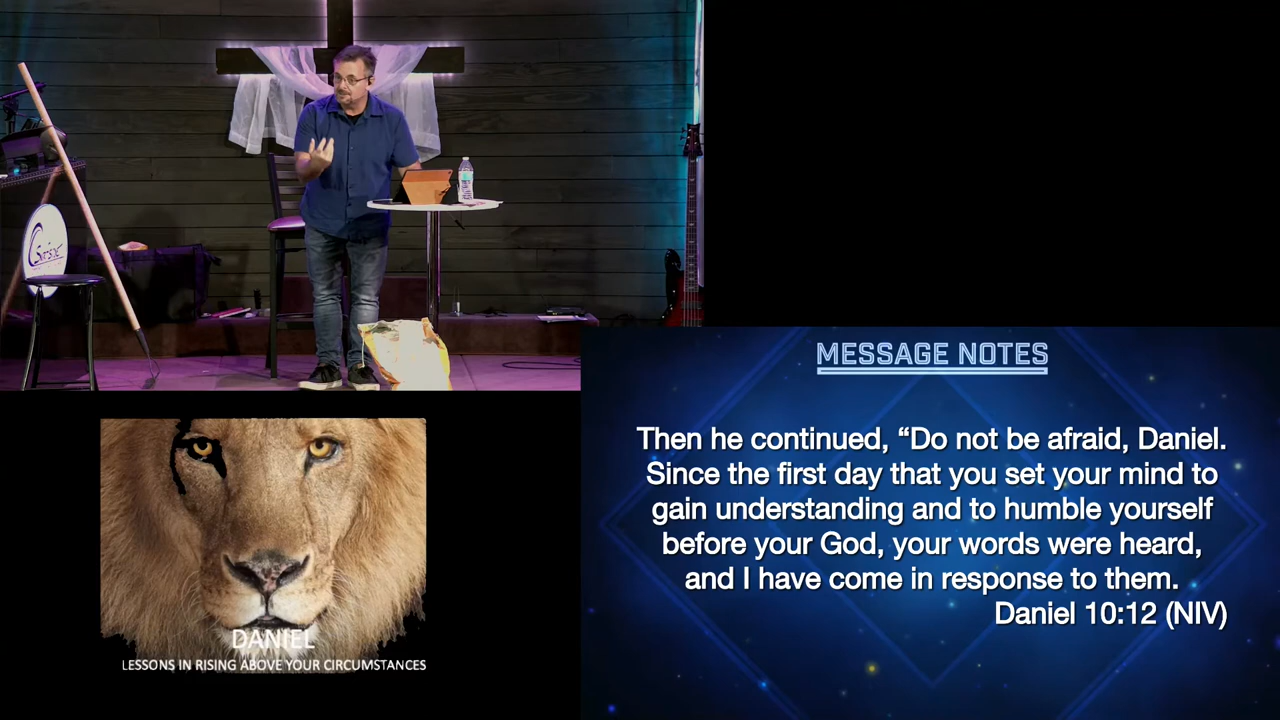 MESSAGE NOTES
Then he continued, “Do not be afraid, Daniel.
Since the first day that you set your mind to
gain understanding and to humble yourself
before your God, your words were heard,
and I have come in response to them.
Daniel 10:12 (NIV)
DANIEL
LESSONS IN RISING ABOVE YOUR CIRCUMSTANCES